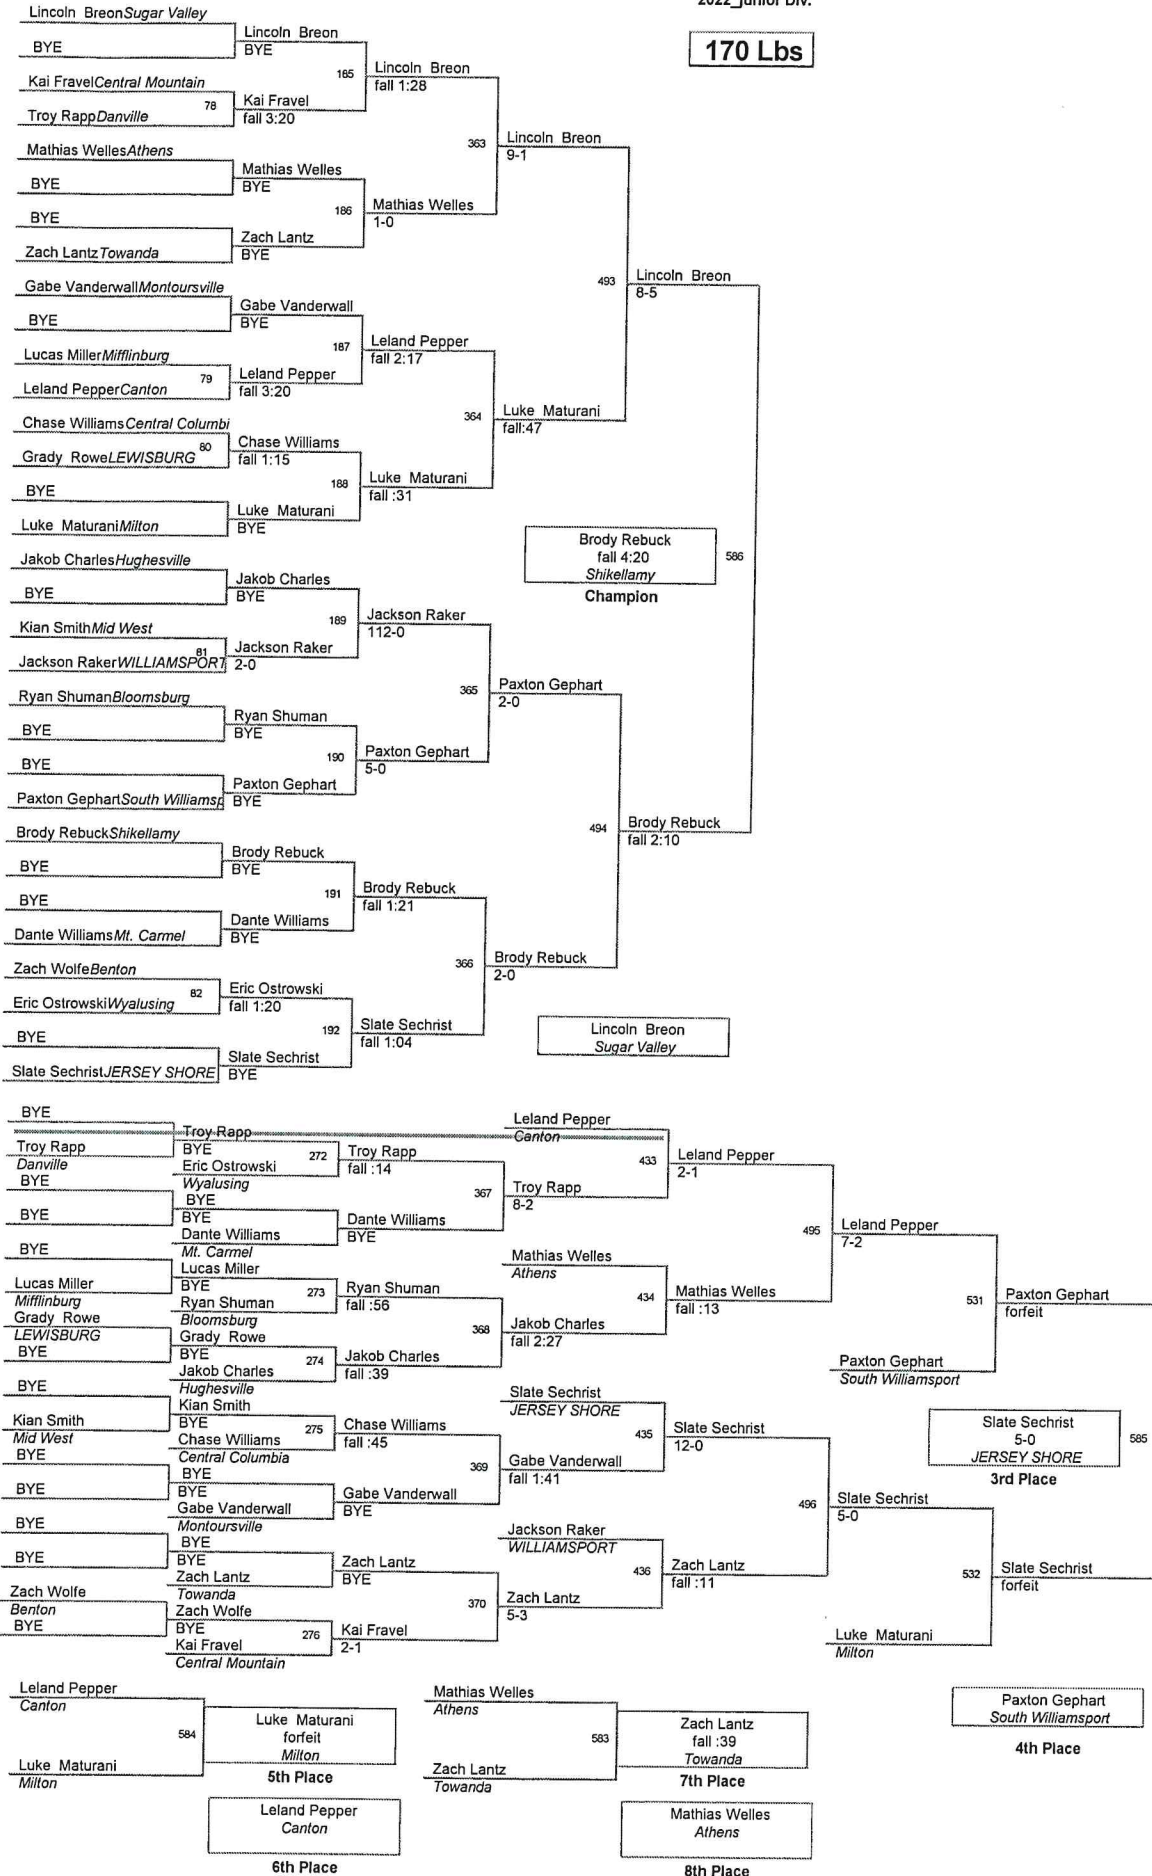 2022_junior Div.
170 Lbs
Lincoln Breon Sugar Valley
BYE
Lincoln Breon
BYE
Kai Fravel Central Mountain
78
Troy Rapp Danville
Kai Fravel
fall 3:20
185
Lincoln Breon
fall 1:28
Mathias Welles Athens
BYE
Mathias Welles
BYE
BYE
Zach Lantz Towanda
Zach Lantz
BYE
186
Mathias Welles
1-0
363
Lincoln Breon
9-1
Gabe Vanderwall Montoursville
BYE
Gabe Vanderwall
BYE
Lucas Miller Mifflinburg
79
Leland Pepper Canton
Leland Pepper
fall 3:20
187
Leland Pepper
fall 2:17
Chase Williams Central Columbi
80
Grady Rowe LEWISBURG
Chase Williams
fall 1:15
BYE
Luke Maturani Milton
Luke Maturani
BYE
188
Luke Maturani
fall :31
364
Luke Maturani
fall:47
493
Lincoln Breon
8-5
Jakob Charles Hughesville
BYE
Jakob Charles
BYE
Kian Smith Mid West
81
Jackson Raker WILLIAMSPORT
Jackson Raker
2-0
189
Jackson Raker
112-0
Ryan Shuman Bloomsburg
BYE
Ryan Shuman
BYE
BYE
Paxton Gephart South Williamsp
Paxton Gephart
BYE
190
Paxton Gephart
5-0
365
Paxton Gephart
2-0
Brody Rebuck Shikellamy
BYE
Brody Rebuck
BYE
BYE
Dante Williams Mt. Carmel
Dante Williams
BYE
191
Brody Rebuck
fall 1:21
Zach Wolfe Benton
82
Eric Ostrowski Wyalusing
Eric Ostrowski
fall 1:20
BYE
Slate Sechrist JERSEY SHORE
Slate Sechrist
BYE
192
Slate Sechrist
fall 1:04
366
Brody Rebuck
2-0
494
Brody Rebuck
fall 2:10
Brody Rebuck
fall 4:20
Shikellamy
586
Champion
Lincoln Breon
Sugar Valley
BYE
Troy Rapp
Danville
Troy Rapp
BYE
Eric Ostrowski
Wyalusing
272
Troy Rapp
fall :14
BYE
BYE
BYE
BYE
Dante Williams
Mt. Carmel
Dante Williams
BYE
367
Troy Rapp
8-2
Leland Pepper
Canton
433
Leland Pepper
2-1
BYE
Lucas Miller
Mifflinburg
Lucas Miller
BYE
Ryan Shuman
Bloomsburg
273
Ryan Shuman
fall :56
Grady Rowe
LEWISBURG
BYE
Grady Rowe
BYE
Jakob Charles
Hughesville
274
Jakob Charles
fall :39
368
Jakob Charles
fall 2:27
Mathias Welles
Athens
434
Mathias Welles
fall :13
495
Leland Pepper
7-2
Paxton Gephart
South Williamsport
531
Paxton Gephart
forfeit
BYE
Kian Smith
Mid West
Kian Smith
BYE
Chase Williams
Central Columbia
275
Chase Williams
fall :45
BYE
BYE
BYE
BYE
Gabe Vanderwall
Montoursville
Gabe Vanderwall
BYE
369
Gabe Vanderwall
fall 1:41
Slate Sechrist
JERSEY SHORE
435
Slate Sechrist
12-0
BYE
BYE
BYE
BYE
Zach Lantz
Towanda
Zach Lantz
BYE
Zach Wolfe
Benton
BYE
Zach Wolfe
BYE
Kai Fravel
Central Mountain
276
Kai Fravel
2-1
370
Zach Lantz
5-3
Jackson Raker
WILLIAMSPORT
436
Zach Lantz
fall :11
496
Slate Sechrist
5-0
Luke Maturani
Milton
532
Slate Sechrist
forfeit
Slate Sechrist
5-0
JERSEY SHORE
585
3rd Place
Paxton Gephart
South Williamsport
4th Place
Leland Pepper
Canton
584
Luke Maturani
Milton
Luke Maturani
forfeit
Milton
5th Place
Leland Pepper
Canton
6th Place
Mathias Welles
Athens
583
Zach Lantz
Towanda
Zach Lantz
fall :39
Towanda
7th Place
Mathias Welles
Athens
8th Place